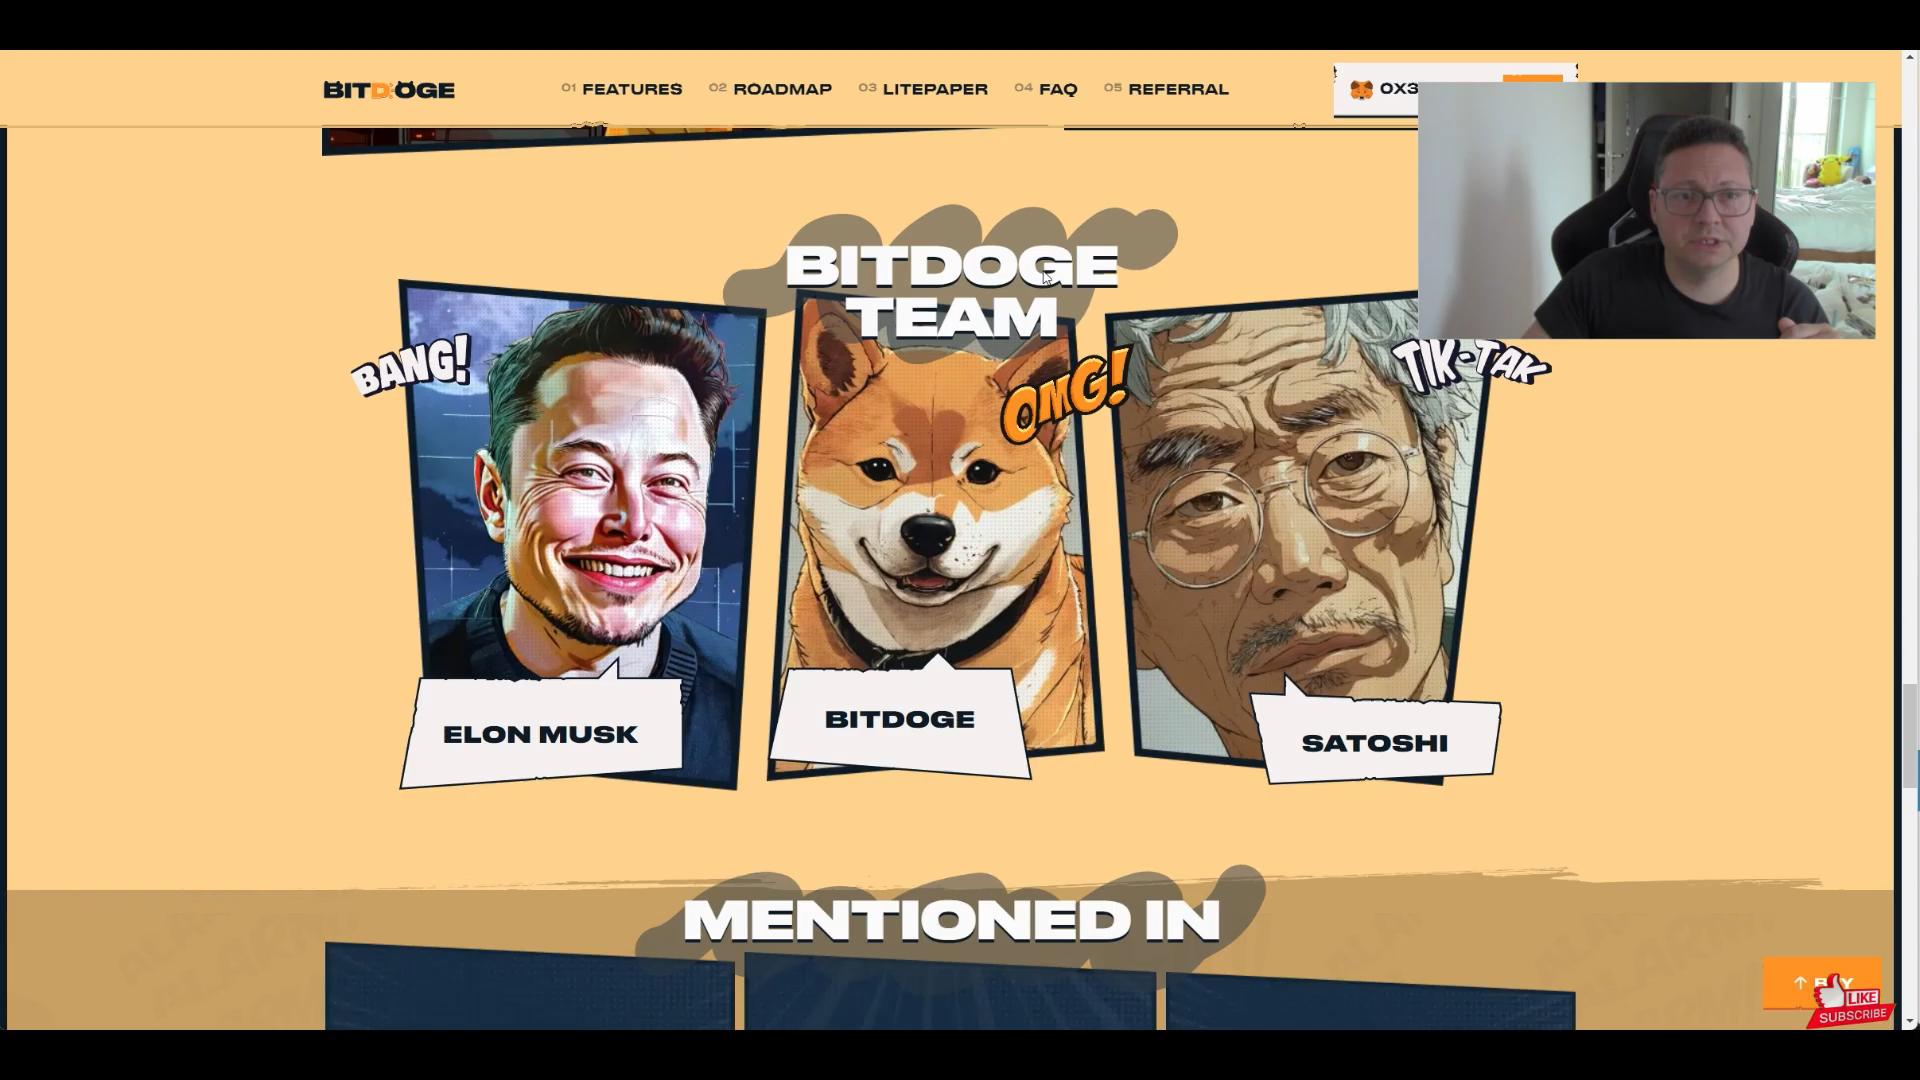 BITDOGE
01 FEATURES
02 ROADMAP
03 LITEPAPER
04 FAQ
05 REFERRAL
0X3
BITDOGE
TEAM
BANG!
OMG!
TIK-TAK
ELON MUSK
BITDOGE
SATOSHI
MENTIONED IN
LIKE
SUBSCRIBE